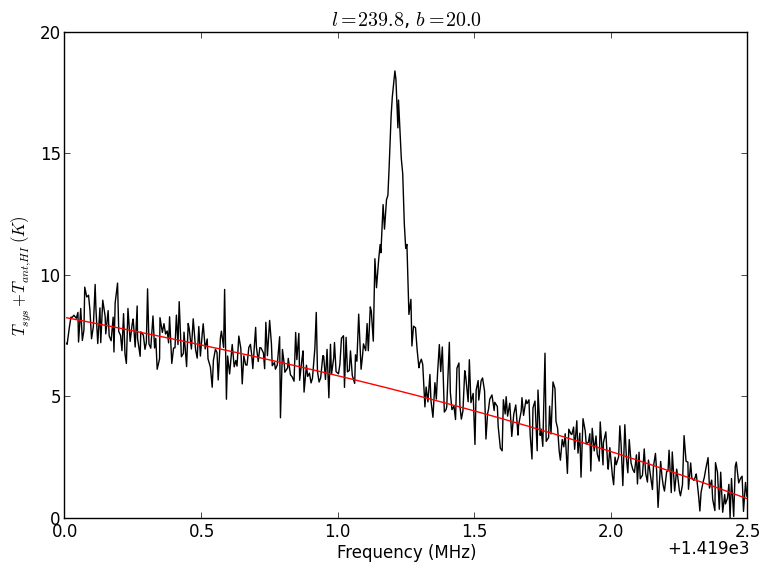 l = 239.8, b = 20.0
T_sys + T_ant,HI (K)
20
15
10
5
0
0.0 0.5 1.0 1.5 2.0 2.5
Frequency (MHz)
+1.419e3